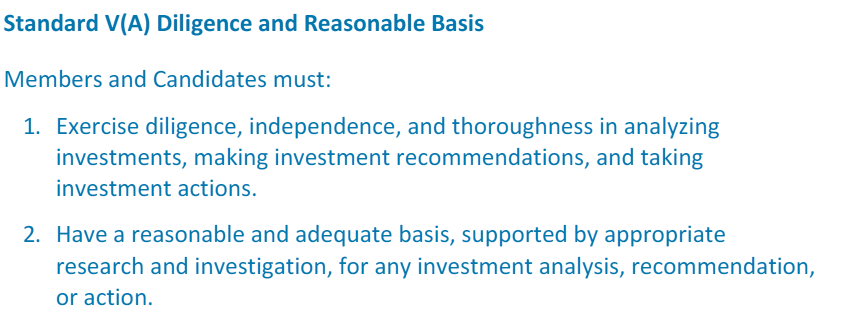 Standard V(A) Diligence and Reasonable Basis
Members and Candidates must:
1. Exercise diligence, independence, and thoroughness in analyzing
investments, making investment recommendations, and taking
investment actions.
2. Have a reasonable and adequate basis, supported by appropriate
research and investigation, for any investment analysis, recommendation,
or action.